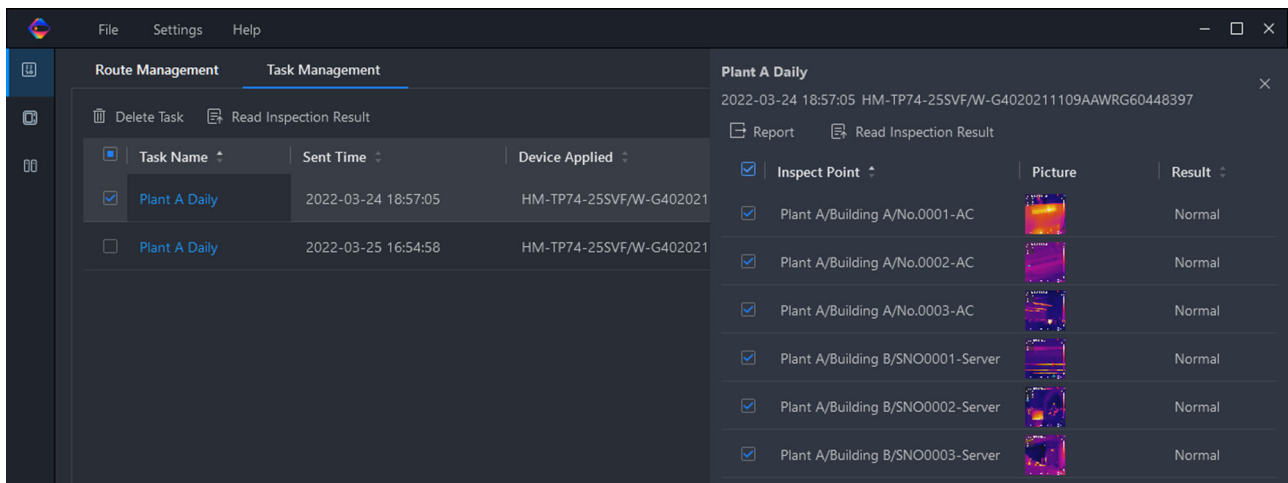 File Settings Help
Route Management Task Management
Delete Task Read Inspection Result
Task Name Sent Time Device Applied
Plant A Daily 2022-03-24 18:57:05 HM-TP74-25SVF/W-G402021
Plant A Daily 2022-03-25 16:54:58 HM-TP74-25SVF/W-G402021
Plant A Daily
2022-03-24 18:57:05 HM-TP74-25SVF/W-G4020211109AAWRG60448397
Report Read Inspection Result
Inspect Point Picture Result
Plant A/Building A/No.0001-AC Normal
Plant A/Building A/No.0002-AC Normal
Plant A/Building A/No.0003-AC Normal
Plant A/Building B/SNO0001-Server Normal
Plant A/Building B/SNO0002-Server Normal
Plant A/Building B/SNO0003-Server Normal